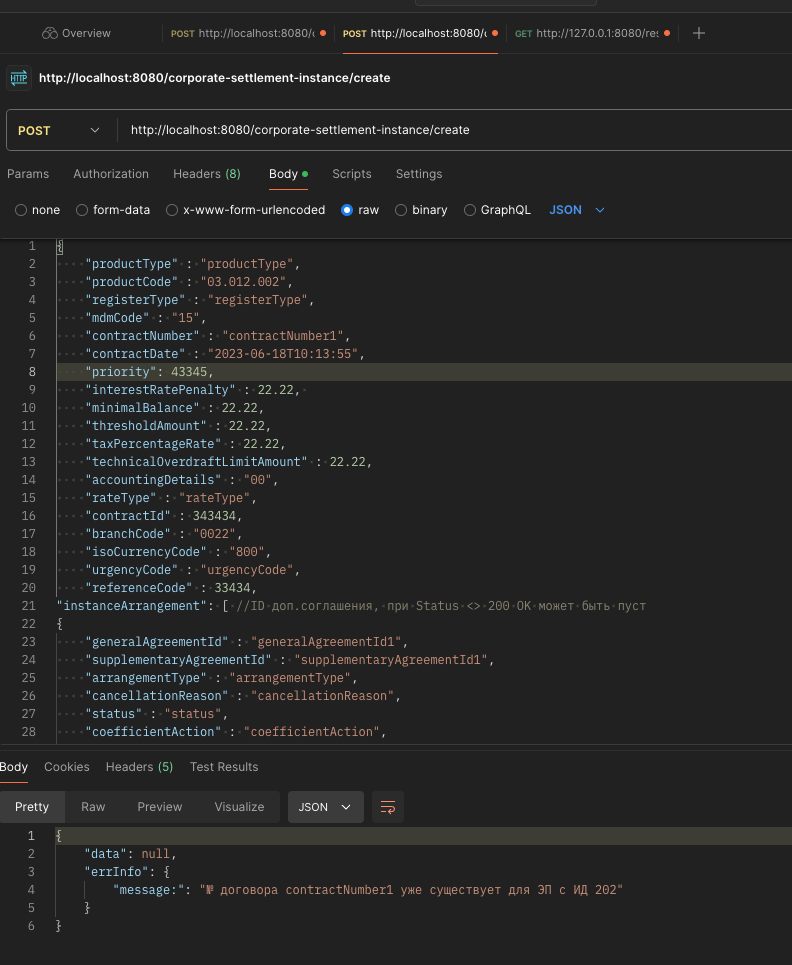 Overview POST http://localhost:8080/c POST http://localhost:8080/c GET http://127.0.0.1:8080/res
HTTP http://localhost:8080/corporate-settlement-instance/create
POST http://localhost:8080/corporate-settlement-instance/create
Params Authorization Headers (8) Body Scripts Settings
none form-data x-www-form-urlencoded raw binary GraphQL JSON
1 {
2 "productType" : "productType",
3 "productCode" : "03.012.002",
4 "registerType" : "registerType",
5 "mdmCode" : "15",
6 "contractNumber" : "contractNumber1",
7 "contractDate" : "2023-06-18T10:13:55",
8 "priority": 43345,
9 "interestRatePenalty" : 22.22,
10 "minimalBalance" : 22.22,
11 "thresholdAmount" : 22.22,
12 "taxPercentageRate" : 22.22,
13 "technicalOverdraftLimitAmount" : 22.22,
14 "accountingDetails" : "00",
15 "rateType" : "rateType",
16 "contractId" : 343434,
17 "branchCode" : "0022",
18 "isoCurrencyCode" : "800",
19 "urgencyCode" : "urgencyCode",
20 "referenceCode" : 33434,
21 "instanceArrangement": [ //ID доп.соглашения, при Status <> 200 OK может быть пуст
22 {
23 "generalAgreementId" : "generalAgreementId1",
24 "supplementaryAgreementId" : "supplementaryAgreementId1",
25 "arrangementType" : "arrangementType",
26 "cancellationReason" : "cancellationReason",
27 "status" : "status",
28 "coefficientAction" : "coefficientAction",
Body Cookies Headers (5) Test Results
Pretty Raw Preview Visualize JSON
1 {
2 "data": null,
3 "errInfo": {
4 "message:": "№ договора contractNumber1 уже существует для ЭП с ИД 202"
5 }
6 }